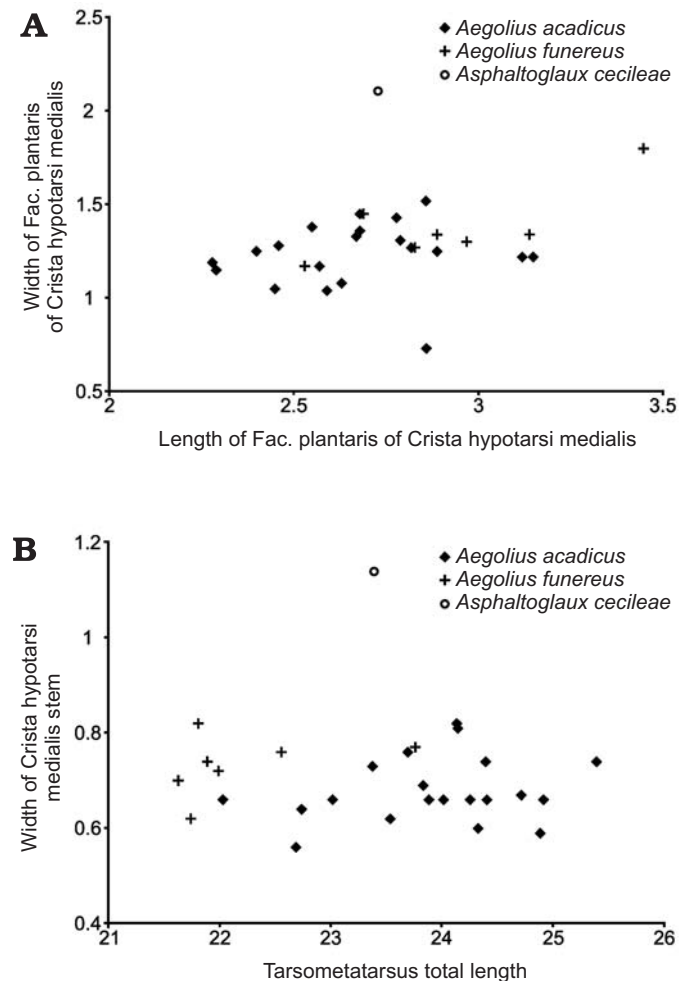 A
2.5
2
1.5
1
0.5
Width of Fac. plantaris
of Crista hypotarsi medialis
Aegolius acadicus
Aegolius funereus
Asphaltoglaux cecileae
2
2.5
3
3.5
Length of Fac. plantaris of Crista hypotarsi medialis
B
1.2
1
0.8
0.6
0.4
Width of Crista hypotarsi
medialis stem
Aegolius acadicus
Aegolius funereus
Asphaltoglaux cecileae
21
22
23
24
25
26
Tarsometatarsus total length